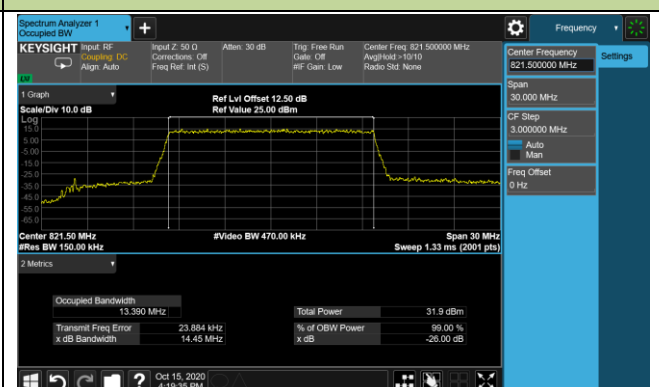 Spectrum Analyzer 1
Occupied BW
+
Frequency
KEYSIGHT
Input: RF
Coupling: DC
Align: Auto
Input Z: 50 Ω
Corrections: Off
Freq Ref: Int (S)
Atten: 30 dB
Trig: Free Run
Gate: Off
#IF Gain: Low
Center Freq: 821.500000 MHz
Avg|Hold:>10/10
Radio Std: None
Center Frequency
821.500000 MHz
Settings
Span
30.000 MHz
CF Step
3.000000 MHz
Auto
Man
Freq Offset
0 Hz
1 Graph
Scale/Div 10.0 dB
Ref Lvl Offset 12.50 dB
Ref Value 25.00 dBm
Log
15.0
5.00
-5.00
-15.0
-25.0
-35.0
-45.0
-55.0
-65.0
Center 821.50 MHz
#Res BW 150.00 kHz
#Video BW 470.00 kHz
Span 30 MHz
Sweep 1.33 ms (2001 pts)
2 Metrics
Occupied Bandwidth
13.390 MHz
Transmit Freq Error 23.884 kHz
x dB Bandwidth 14.45 MHz
Total Power 31.9 dBm
% of OBW Power 99.00 %
x dB -26.00 dB
?
Oct 15, 2020
4:19:35 PM